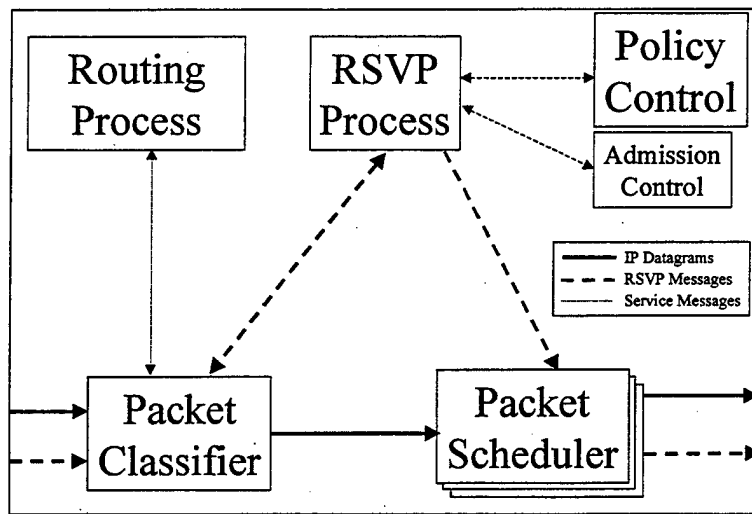 Routing
Process
RSVP
Process
Policy
Control
Admission
Control
IP Datagrams
RSVP Messages
Service Messages
Packet
Classifier
Packet
Scheduler